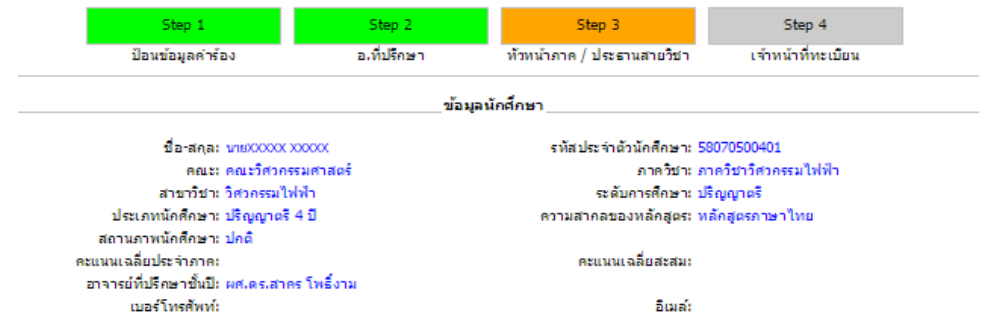 Step 1 Step 2 Step 3 Step 4
ป้อนข้อมูลคำร้อง อ.ที่ปรึกษา หัวหน้าภาค / ประธานสายวิชา เจ้าหน้าที่ทะเบียน
ข้อมูลนักศึกษา
ชื่อ-สกุล: นายXXXXX XXXXX รหัสประจำตัวนักศึกษา: 58070500401
คณะ: คณะวิศวกรรมศาสตร์ ภาควิชา: ภาควิชาวิศวกรรมไฟฟ้า
สาขาวิชา: วิศวกรรมไฟฟ้า ระดับการศึกษา: ปริญญาตรี
ประเภทนักศึกษา: ปริญญาตรี 4 ปี ความสากลของหลักสูตร: หลักสูตรภาษาไทย
สถานภาพนักศึกษา: ปกติ
คะแนนเฉลี่ยประจำภาค: คะแนนเฉลี่ยสะสม:
อาจารย์ที่ปรึกษาชั้นปี: ผศ.ดร.สาคร โพธิ์งาม
เบอร์โทรศัพท์: อีเมล์: